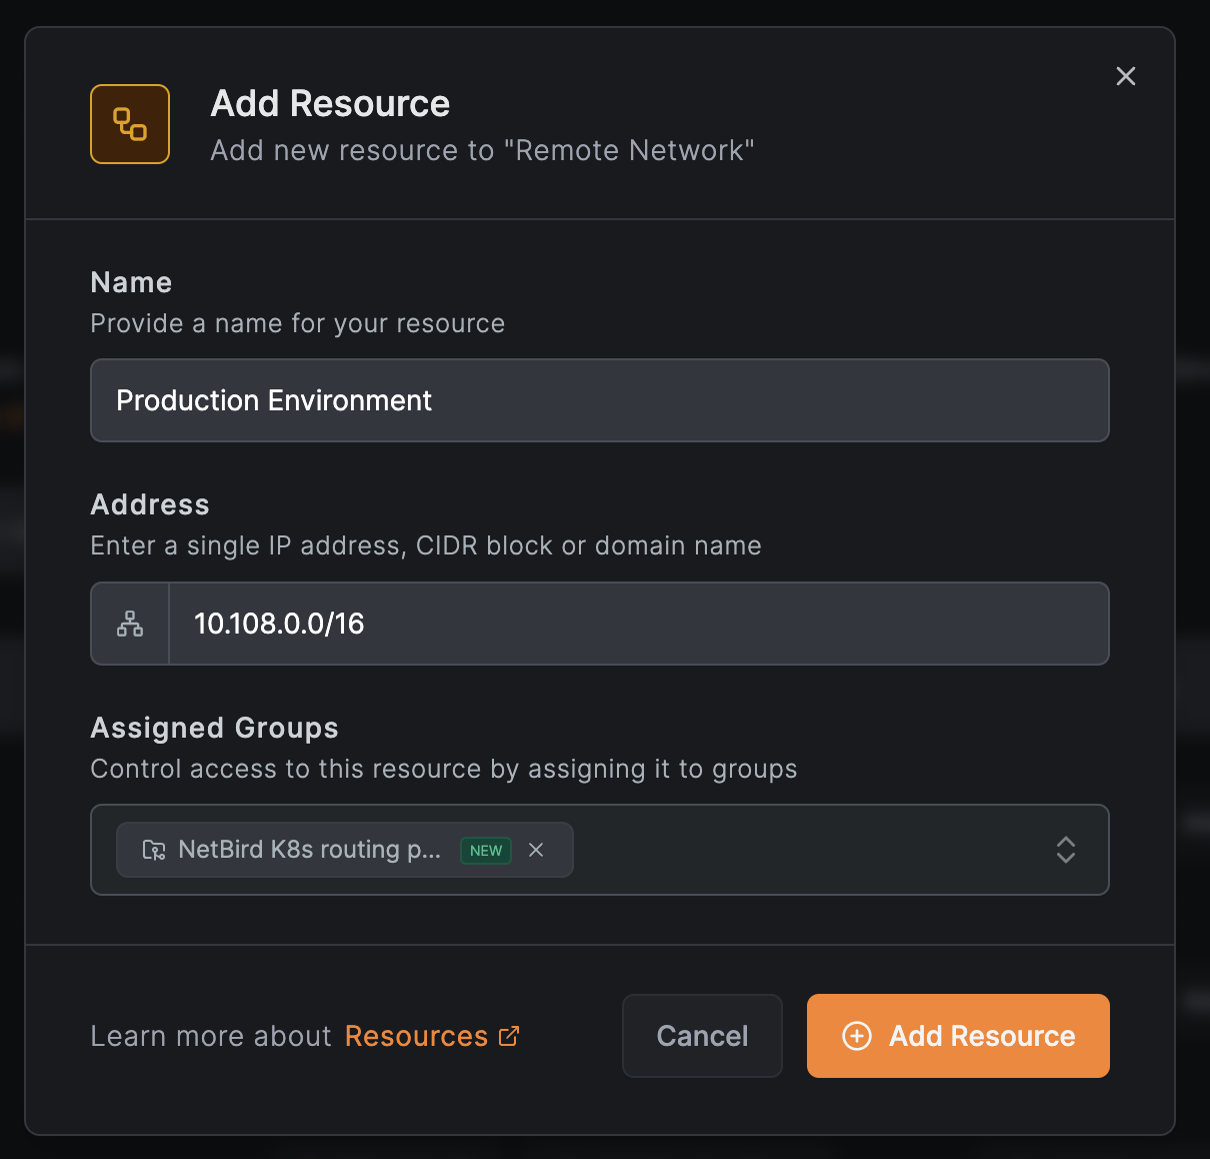 Add Resource
Add new resource to "Remote Network"
Name
Provide a name for your resource
Production Environment
Address
Enter a single IP address, CIDR block or domain name
10.108.0.0/16
Assigned Groups
Control access to this resource by assigning it to groups
NetBird K8s routing p... NEW
Learn more about Resources
Cancel
Add Resource